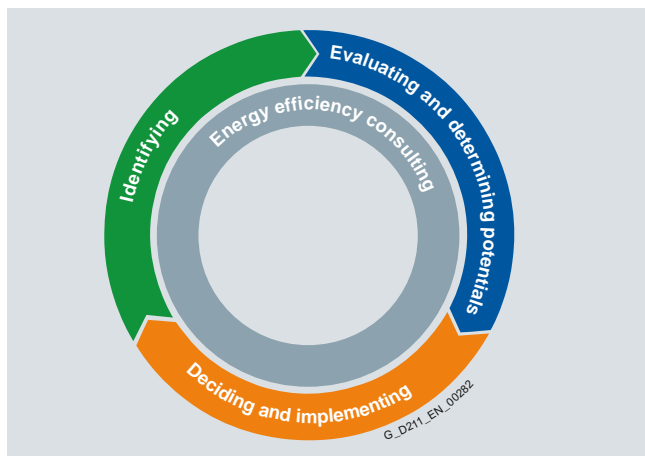 Identifying
Evaluating and determining potentials
Energy efficiency consulting
Deciding and implementing
G_D211_EN_00282